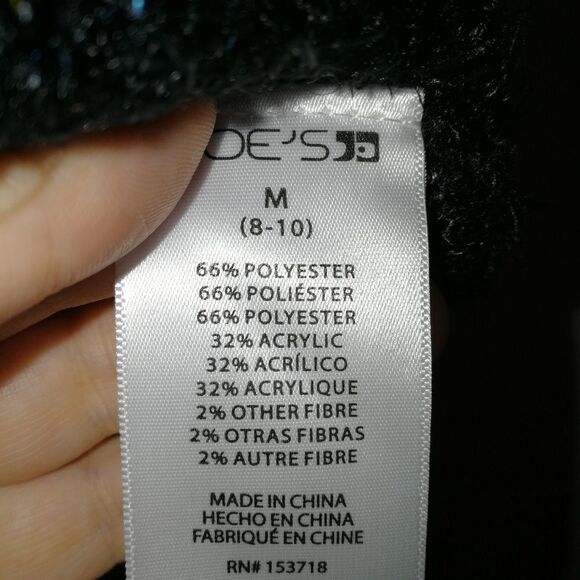 OE'S
M
(8-10)
66% POLYESTER
66% POLIÉSTER
66% POLYESTER
32% ACRYLIC
32% ACRÍLICO
32% ACRYLIQUE
2% OTHER FIBRE
2% OTRAS FIBRAS
2% AUTRE FIBRE
MADE IN CHINA
HECHO EN CHINA
FABRIQUÉ EN CHINE
RN# 153718